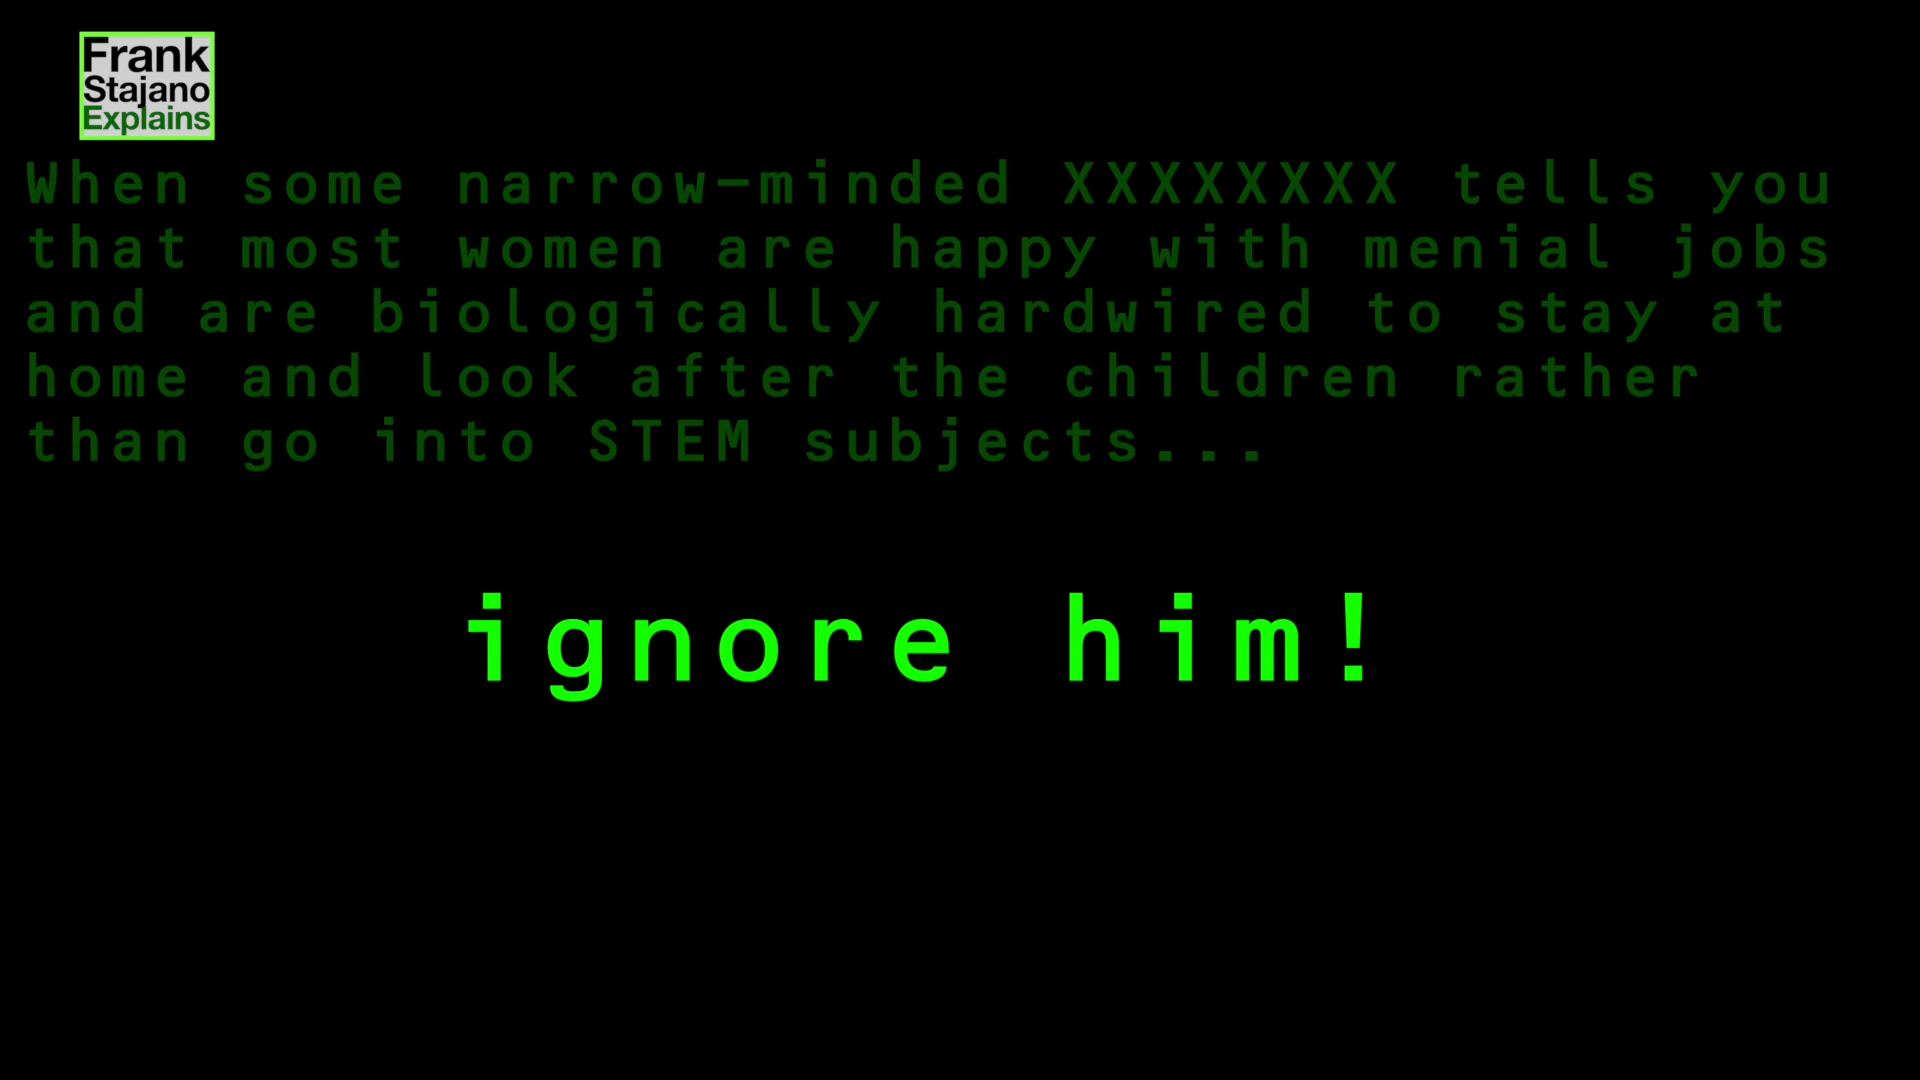 Frank
Stajano
Explains
When some narrow-minded XXXXXXXX tells you
that most women are happy with menial jobs
and are biologically hardwired to stay at
home and look after the children rather
than go into STEM subjects...
ignore him!